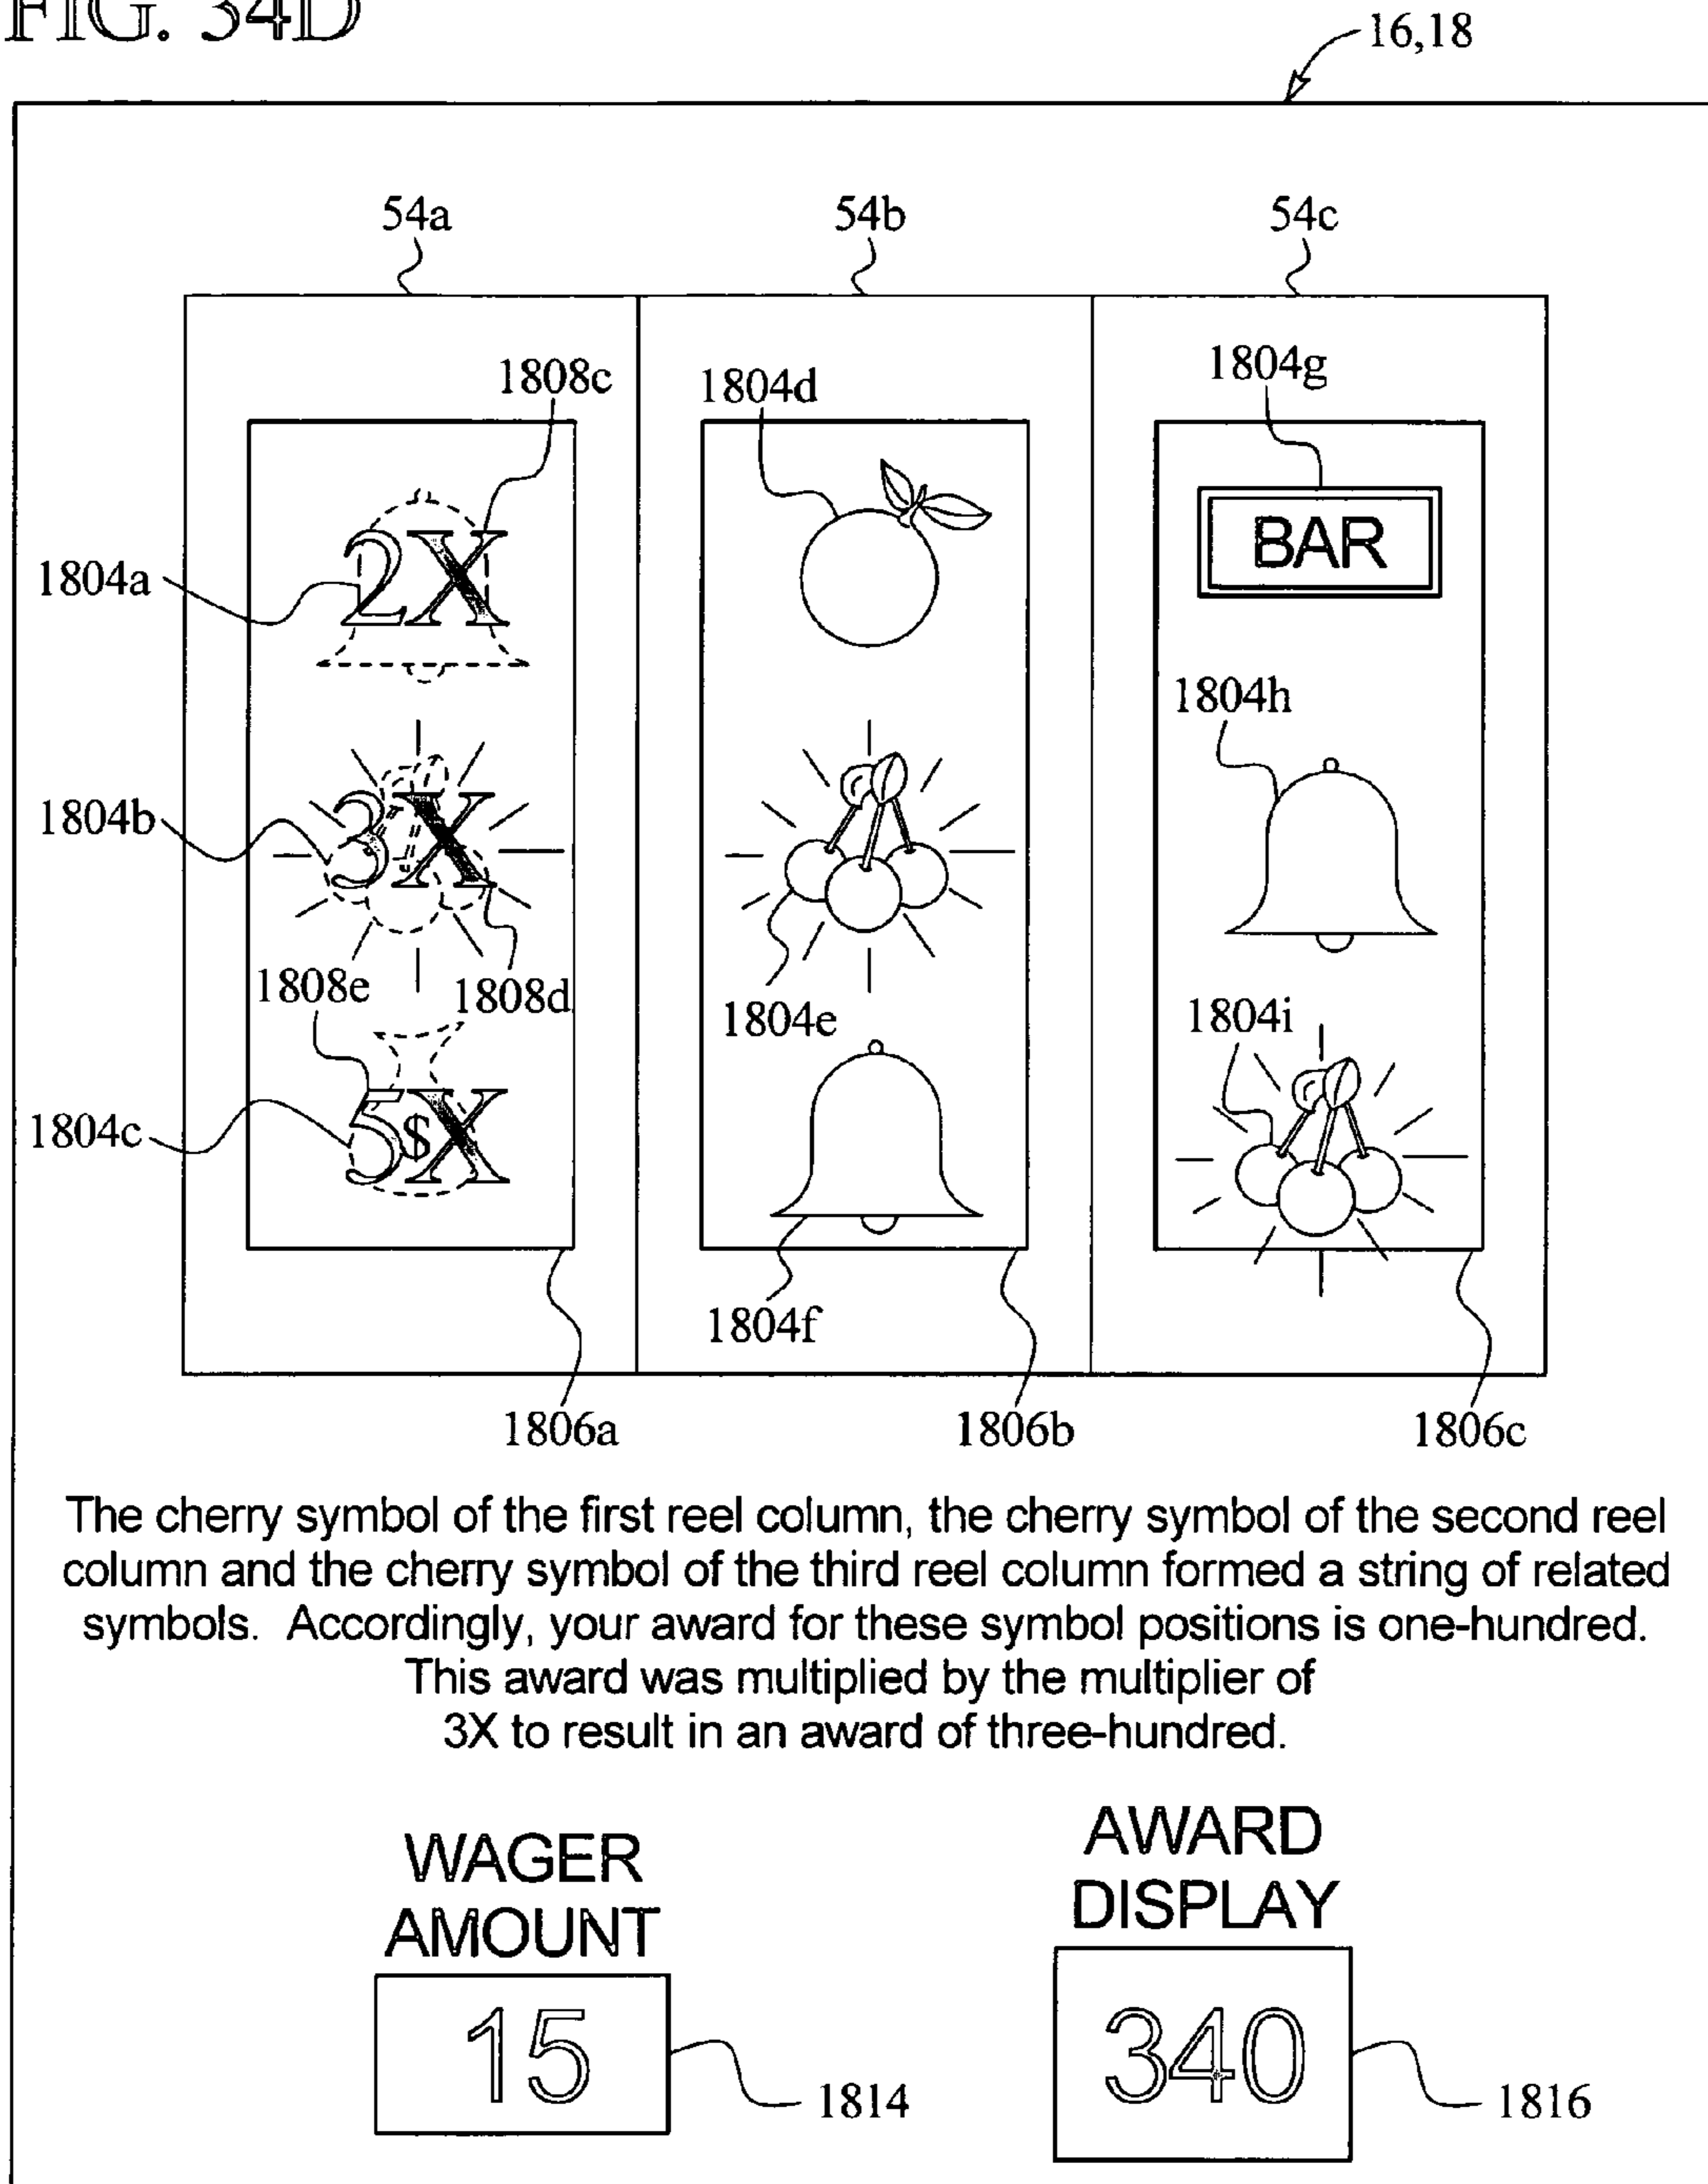 FIG. 34D
16,18
54a
54b
54c
1808c
1804d
1804g
BAR
2X
1804a
1804h
1804b
3X
1808e
1808d
1804e
1804i
1804c
5$X
1804f
1806a
1806b
1806c
The cherry symbol of the first reel column, the cherry symbol of the second reel
column and the cherry symbol of the third reel column formed a string of related
symbols. Accordingly, your award for these symbol positions is one-hundred.
This award was multiplied by the multiplier of
3X to result in an award of three-hundred.
WAGER
AMOUNT
15
1814
AWARD
DISPLAY
340
1816